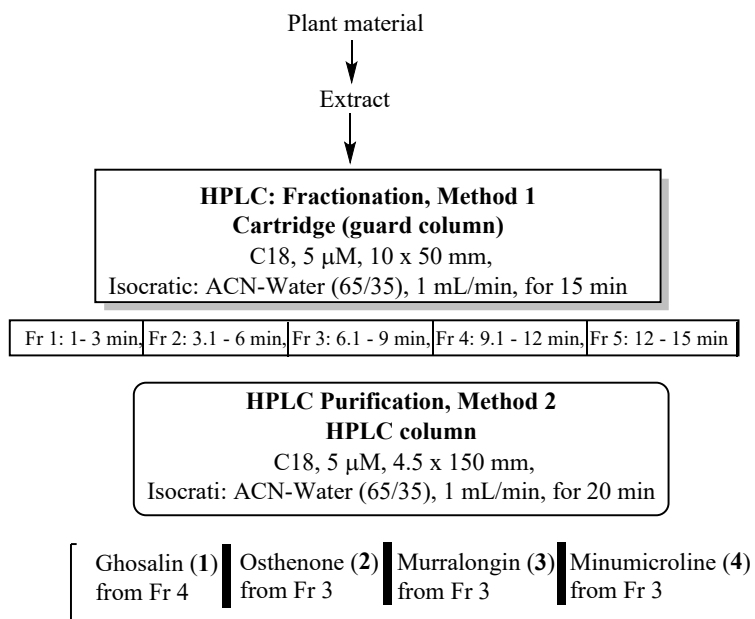 Plant material
Extract
HPLC: Fractionation, Method 1
Cartridge (guard column)
C18, 5 μM, 10 x 50 mm,
Isocratic: ACN-Water (65/35), 1 mL/min, for 15 min
Fr 1: 1- 3 min, Fr 2: 3.1 - 6 min, Fr 3: 6.1 - 9 min, Fr 4: 9.1 - 12 min, Fr 5: 12 - 15 min
HPLC Purification, Method 2
HPLC column
C18, 5 μM, 4.5 x 150 mm,
Isocrati: ACN-Water (65/35), 1 mL/min, for 20 min
Ghosalin (1) Osthenone (2) Murralongin (3) Minumicroline (4)
from Fr 4 from Fr 3 from Fr 3 from Fr 3